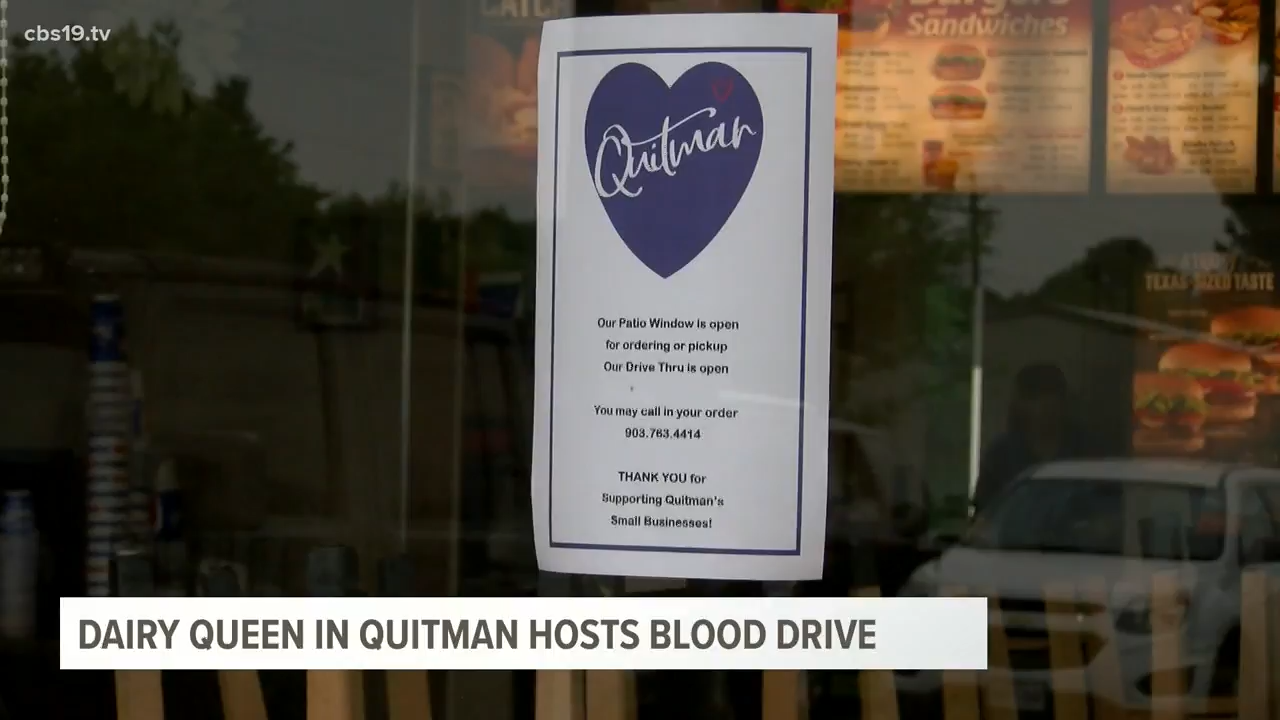 cbs19.tv
CATCH
Burgers
Sandwiches
Quitman
TEXAS-SIZED TASTE
Our Patio Window is open
for ordering or pickup
Our Drive Thru is open
You may call in your order
903.763.4414
THANK YOU for
Supporting Quitman's
Small Businesses!
DAIRY QUEEN IN QUITMAN HOSTS BLOOD DRIVE